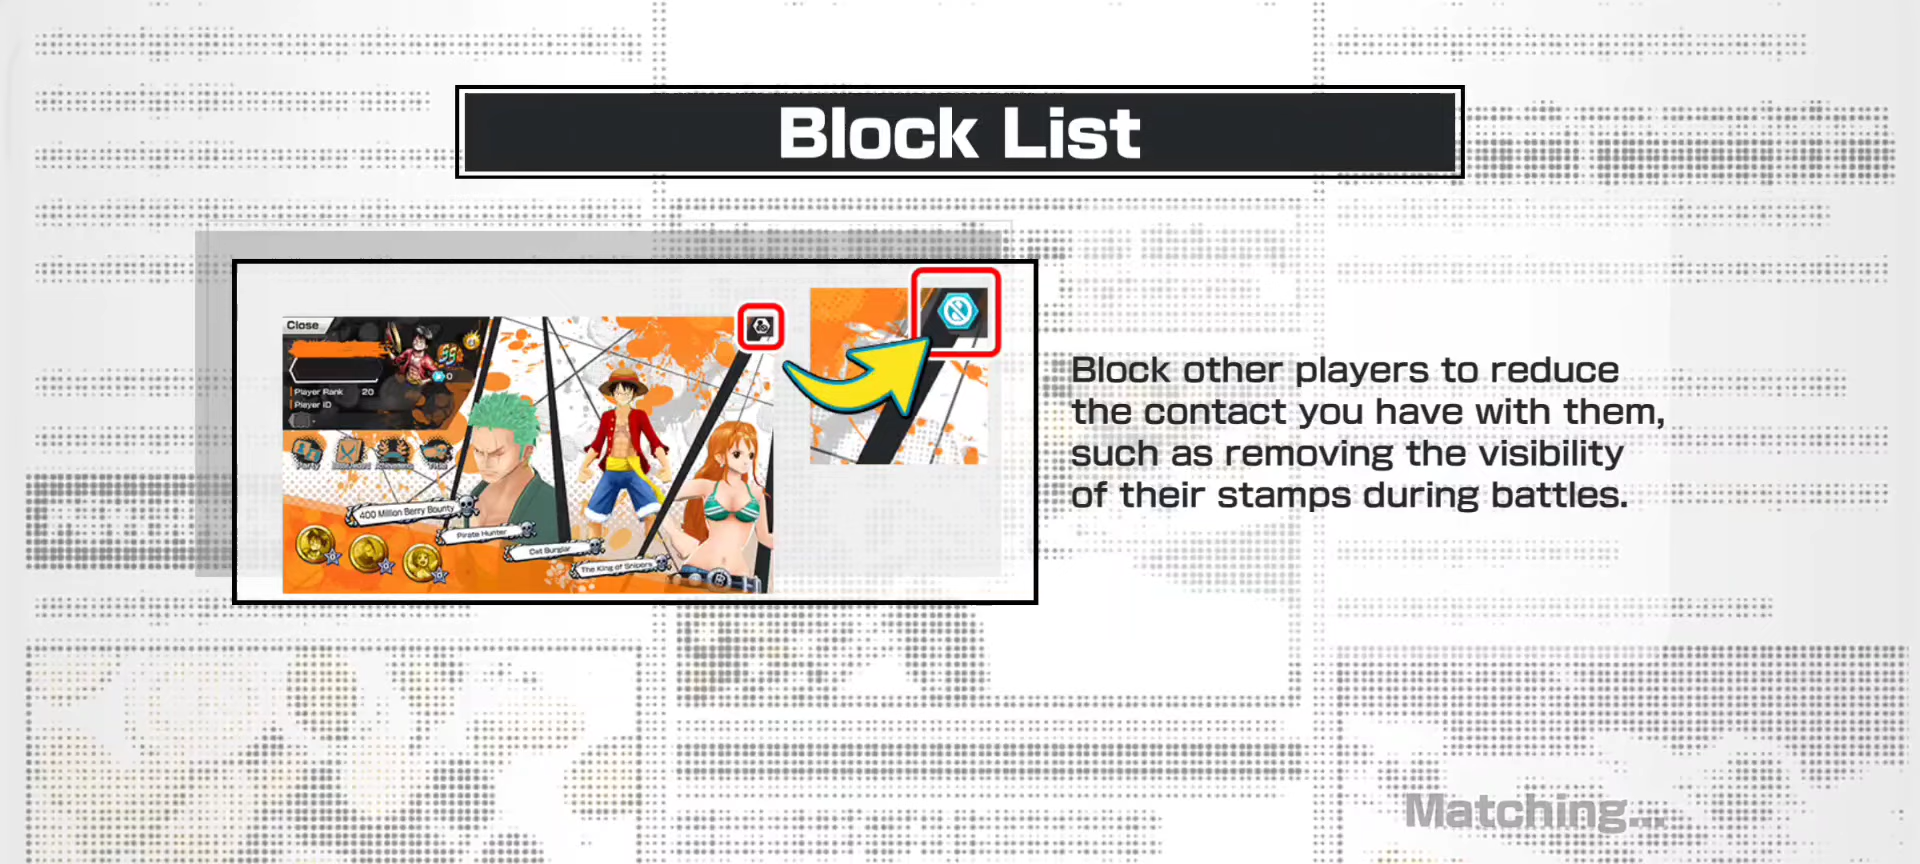 Block List
Close
Player Rank 20
Player ID
Party
Title
400 Million Berry Bounty
Pirate Hunter
Cat Burglar
The King of Snipers
Block other players to reduce
the contact you have with them,
such as removing the visibility
of their stamps during battles.
Matching...